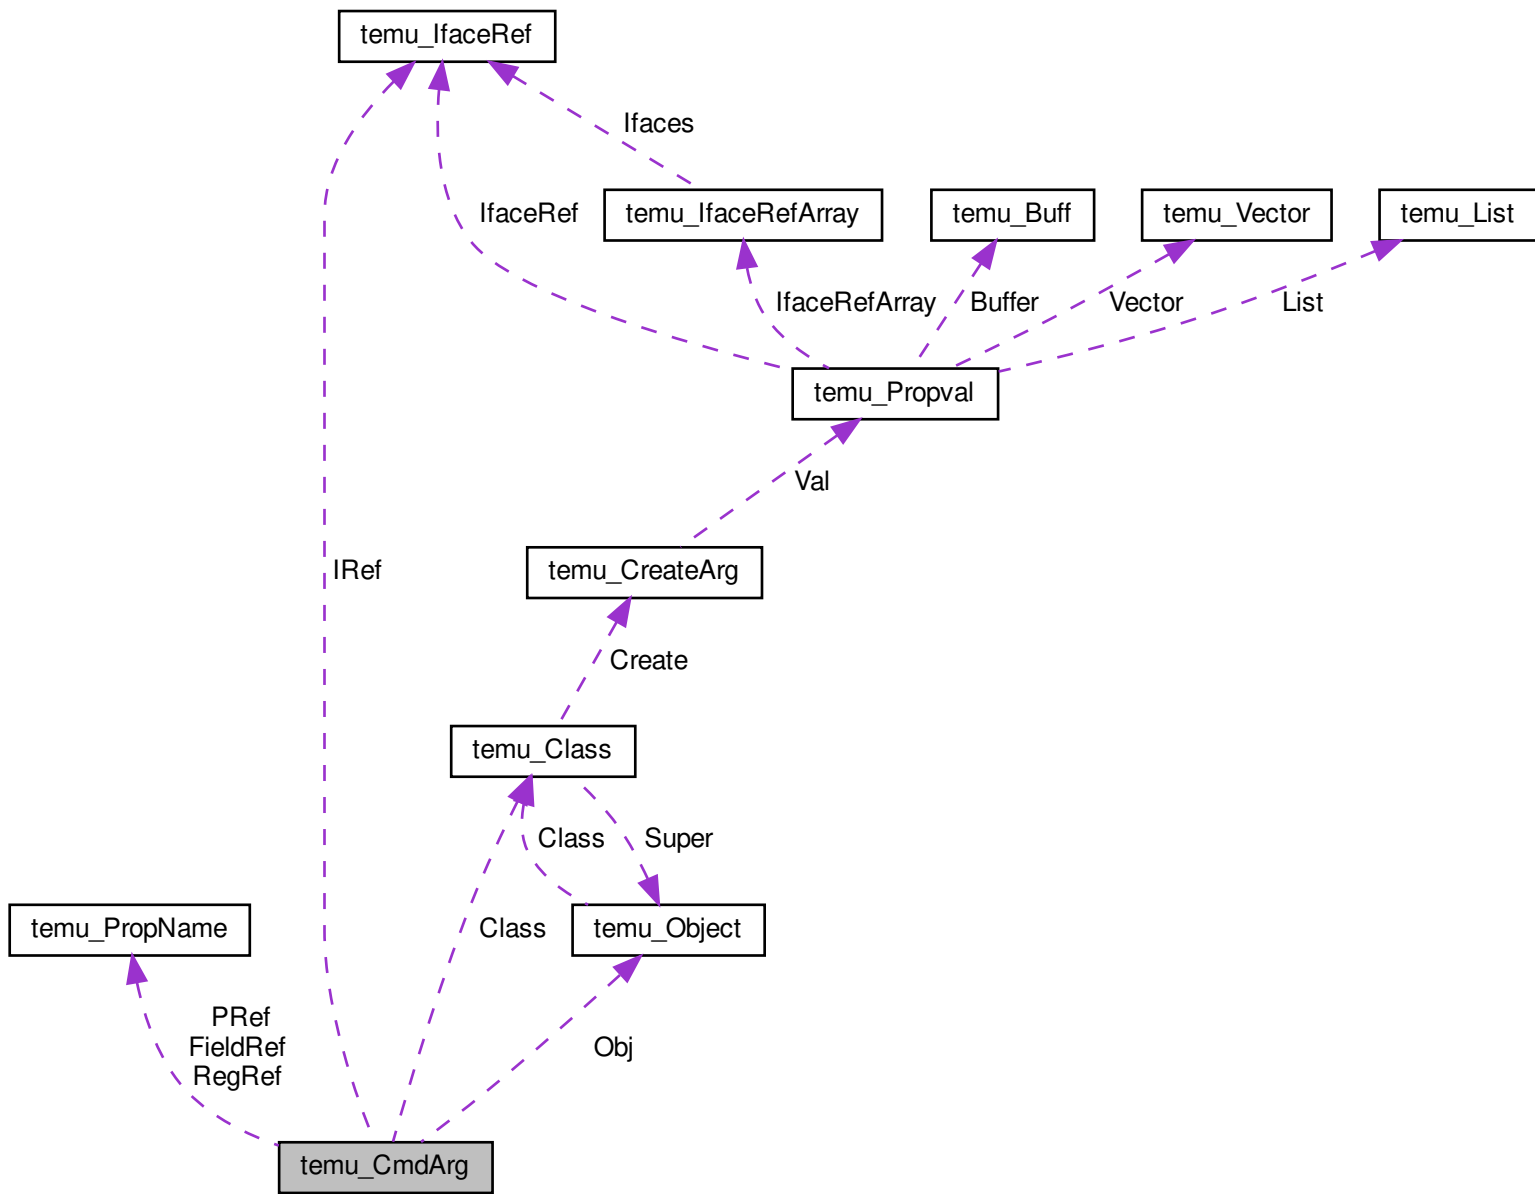 temu_IfaceRef
Ifaces
IfaceRef
temu_IfaceRefArray
temu_Buff
temu_Vector
temu_List
IfaceRefArray
Buffer
Vector
List
temu_Propval
Val
IRef
temu_CreateArg
Create
temu_Class
Class
Super
temu_PropName
Class
temu_Object
PRef
FieldRef
RegRef
Obj
temu_CmdArg